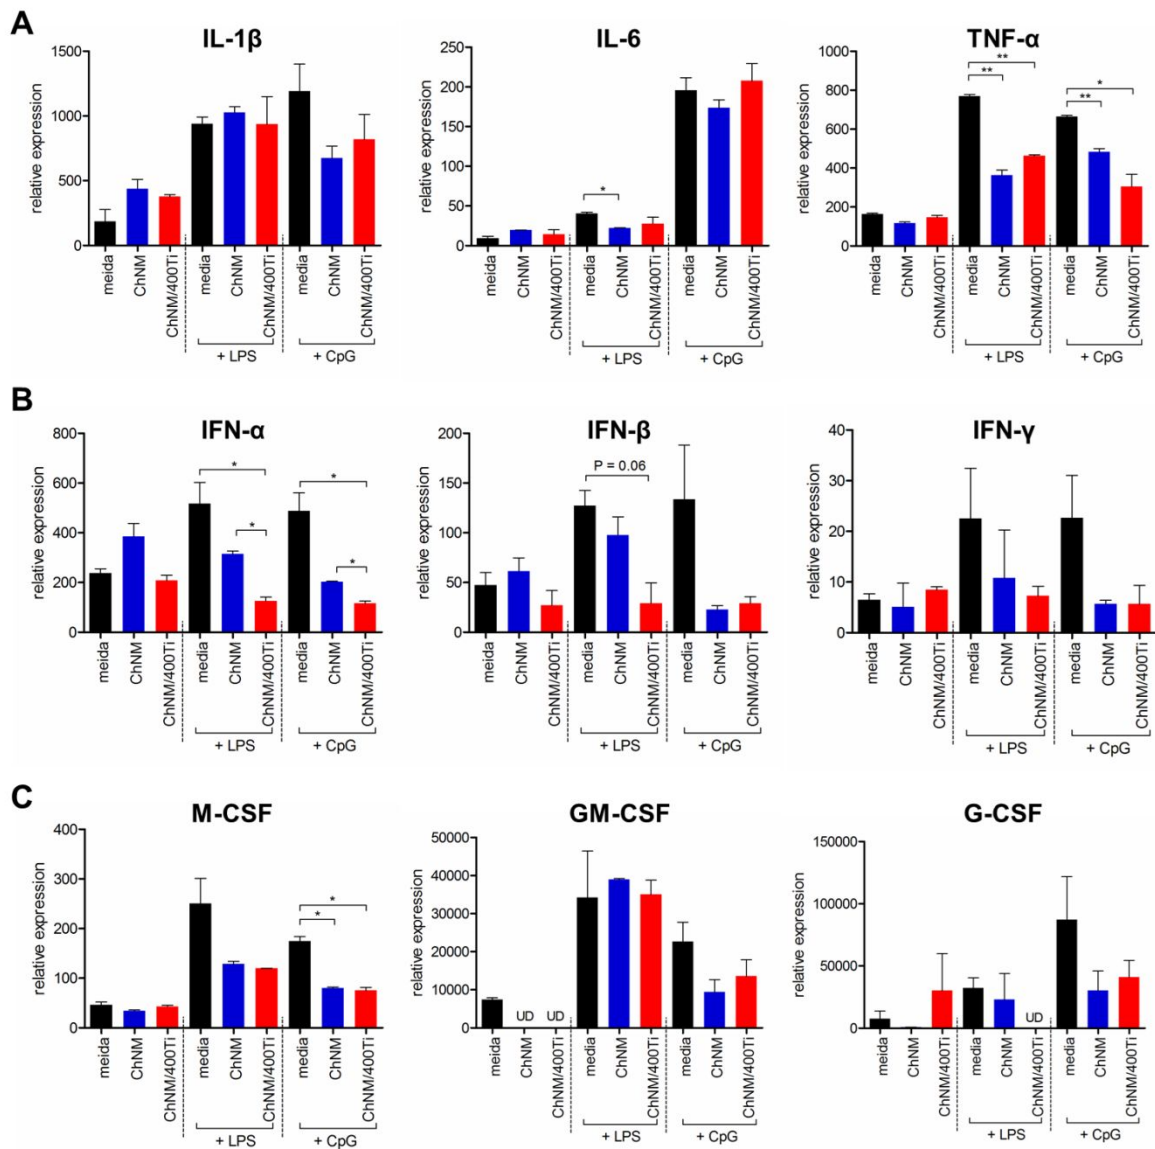 A
IL-1β
relative expression
1500
1000
500
0
meida
ChNM
ChNM/400Ti
media
ChNM
ChNM/400Ti
media
ChNM
ChNM/400Ti
+ LPS
+ CpG
IL-6
relative expression
250
200
150
100
50
0
*
meida
ChNM
ChNM/400Ti
media
ChNM
ChNM/400Ti
media
ChNM
ChNM/400Ti
+ LPS
+ CpG
TNF-α
relative expression
1000
800
600
400
200
0
**
**
*
**
meida
ChNM
ChNM/400Ti
media
ChNM
ChNM/400Ti
media
ChNM
ChNM/400Ti
+ LPS
+ CpG
B
IFN-α
relative expression
800
600
400
200
0
*
*
*
*
meida
ChNM
ChNM/400Ti
media
ChNM
ChNM/400Ti
media
ChNM
ChNM/400Ti
+ LPS
+ CpG
IFN-β
relative expression
200
150
100
50
0
P = 0.06
meida
ChNM
ChNM/400Ti
media
ChNM
ChNM/400Ti
media
ChNM
ChNM/400Ti
+ LPS
+ CpG
IFN-γ
relative expression
40
30
20
10
0
meida
ChNM
ChNM/400Ti
media
ChNM
ChNM/400Ti
media
ChNM
ChNM/400Ti
+ LPS
+ CpG
C
M-CSF
relative expression
400
300
200
100
0
*
*
meida
ChNM
ChNM/400Ti
media
ChNM
ChNM/400Ti
media
ChNM
ChNM/400Ti
+ LPS
+ CpG
GM-CSF
relative expression
50000
40000
30000
20000
10000
0
UD
UD
meida
ChNM
ChNM/400Ti
media
ChNM
ChNM/400Ti
media
ChNM
ChNM/400Ti
+ LPS
+ CpG
G-CSF
relative expression
150000
100000
50000
0
UD
meida
ChNM
ChNM/400Ti
media
ChNM
ChNM/400Ti
media
ChNM
ChNM/400Ti
+ LPS
+ CpG